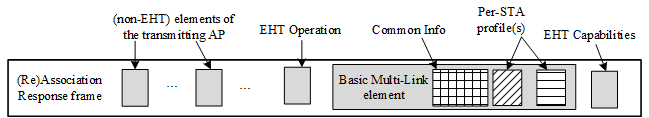 (non-EHT) elements of
the transmitting AP
EHT Operation
Common Info
Per-STA
profile(s)
EHT Capabilities
(Re)Association
Response frame
...
...
Basic Multi-Link
element